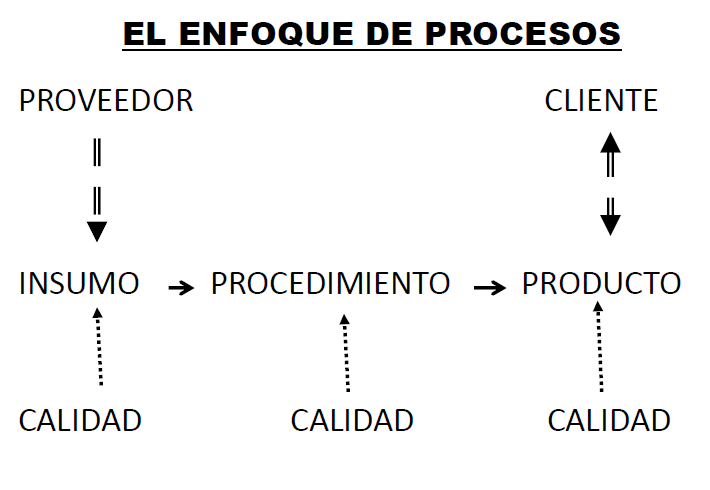 EL ENFOQUE DE PROCESOS
PROVEEDOR CLIENTE
INSUMO PROCEDIMIENTO PRODUCTO
CALIDAD CALIDAD CALIDAD